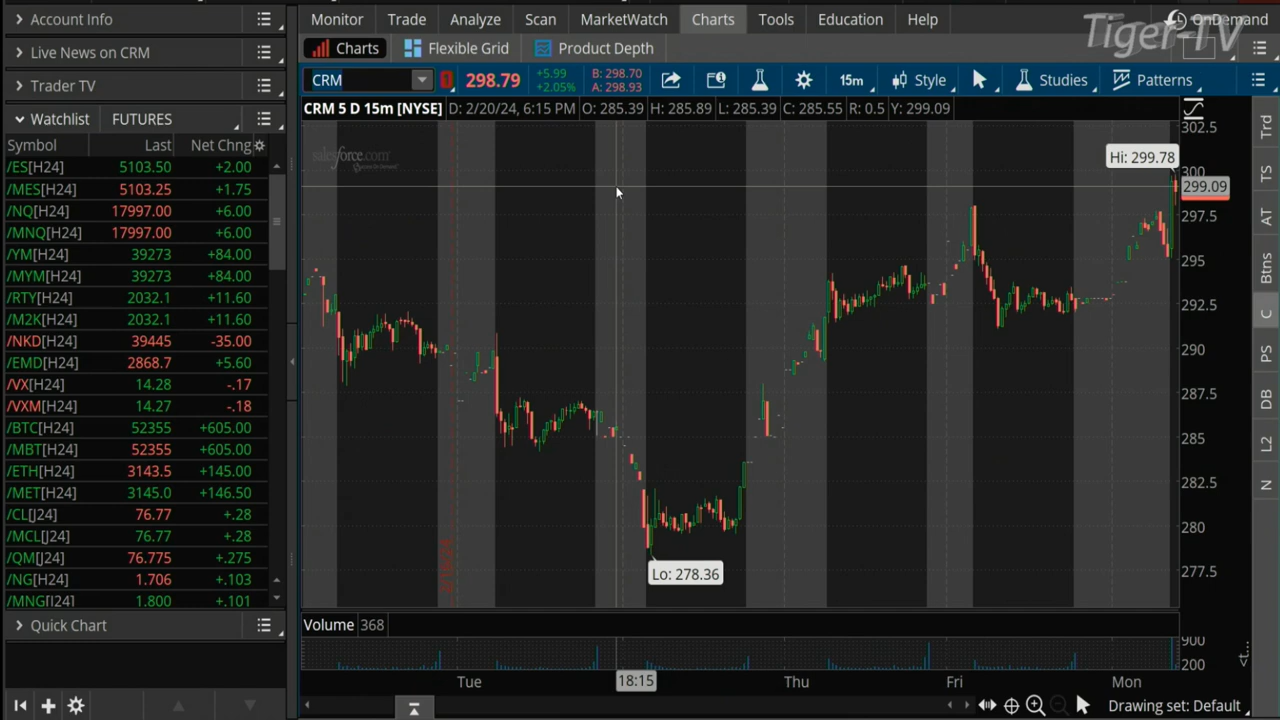 Account Info
Live News on CRM
Trader TV
Watchlist FUTURES
Symbol Last Net Chng
/ES[H24] 5103.50 +2.00
/MES[H24] 5103.25 +1.75
/NQ[H24] 17997.00 +6.00
/MNQ[H24] 17997.00 +6.00
/YM[H24] 39273 +84.00
/MYM[H24] 39273 +84.00
/RTY[H24] 2032.1 +11.60
/M2K[H24] 2032.1 +11.60
/NKD[H24] 39445 -35.00
/EMD[H24] 2868.7 +5.60
/VX[H24] 14.28 -.17
/VXM[H24] 14.27 -.18
/BTC[H24] 52355 +605.00
/MBT[H24] 52355 +605.00
/ETH[H24] 3143.5 +145.00
/MET[H24] 3145.0 +146.50
/CL[J24] 76.77 +.28
/MCL[J24] 76.77 +.28
/QM[J24] 76.775 +.275
/NG[H24] 1.706 +.103
/MNG[J24] 1.800 +.101
Quick Chart
Monitor Trade Analyze Scan MarketWatch Charts Tools Education Help
OnDemand
Tiger-TV
Charts Flexible Grid Product Depth
CRM 298.79 +5.99 B: 298.70
+2.05% A: 298.93
15m Style Studies Patterns
CRM 5 D 15m [NYSE] D: 2/20/24, 6:15 PM O: 285.39 H: 285.89 L: 285.39 C: 285.55 R: 0.5 Y: 299.09
salesforce.com
Hi: 299.78
Lo: 278.36
302.5
300
299.09
297.5
295
292.5
290
287.5
285
282.5
280
277.5
Volume 368
900
200
Tue 18:15 Thu Fri Mon
Drawing set: Default
Trd
TS
AT
Btns
C
PS
DB
L2
N
<t...